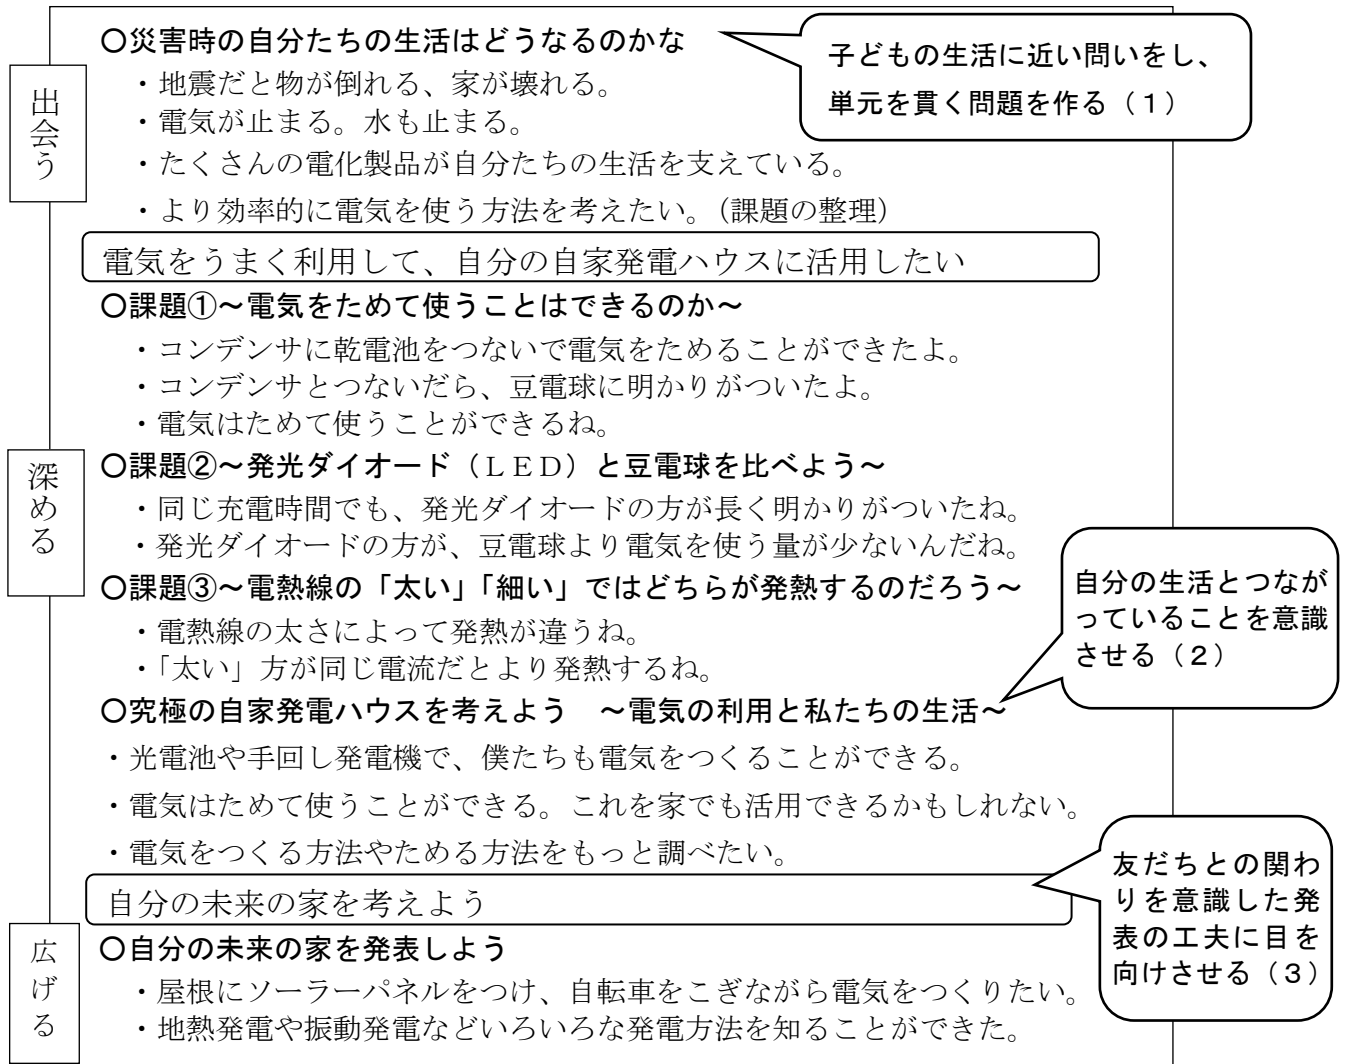 ○災害時の自分たちの生活はどうなるのかな
子どもの生活に近い問いをし、
単元を貫く問題を作る（１）
出会う
・地震だと物が倒れる、家が壊れる。
・電気が止まる。水も止まる。
・たくさんの電化製品が自分たちの生活を支えている。
・より効率的に電気を使う方法を考えたい。（課題の整理）
電気をうまく利用して、自分の自家発電ハウスに活用したい
○課題①～電気をためて使うことはできるのか～
・コンデンサに乾電池をつないで電気をためることができたよ。
・コンデンサとつないだら、豆電球に明かりがついたよ。
・電気はためて使うことができるね。
深める
○課題②～発光ダイオード（ＬＥＤ）と豆電球を比べよう～
・同じ充電時間でも、発光ダイオードの方が長く明かりがついたね。
・発光ダイオードの方が、豆電球より電気を使う量が少ないんだね。
○課題③～電熱線の「太い」「細い」ではどちらが発熱するのだろう～
・電熱線の太さによって発熱が違うね。
・「太い」方が同じ電流だとより発熱するね。
自分の生活とつなが
っていることを意識
させる（２）
○究極の自家発電ハウスを考えよう　～電気の利用と私たちの生活～
・光電池や手回し発電機で、僕たちも電気をつくることができる。
・電気はためて使うことができる。これを家でも活用できるかもしれない。
・電気をつくる方法やためる方法をもっと調べたい。
自分の未来の家を考えよう
友だちとの関わ
りを意識した発
表の工夫に目を
向けさせる（３）
広げる
○自分の未来の家を発表しよう
・屋根にソーラーパネルをつけ、自転車をこぎながら電気をつくりたい。
・地熱発電や振動発電などいろいろな発電方法を知ることができた。